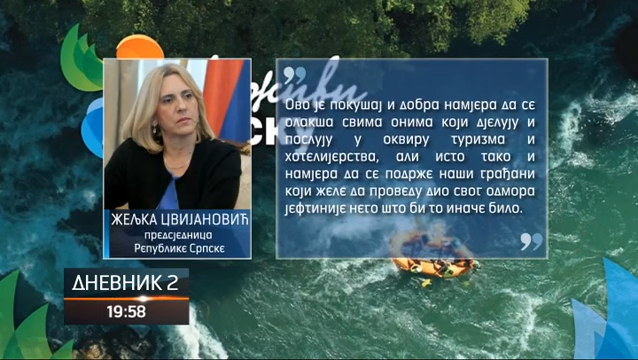 Доживи
СРПСКУ
Ово је покушај и добра намјера да се
олакша свима онима који дјелују и
послују у оквиру туризма и
хотелијерства, али исто тако и
намјера да се подрже наши грађани
који желе да проведу дио свог одмора
јефтиније него што би то иначе било.
ЖЕЉКА ЦВИЈАНОВИЋ
предсједница
Републике Српске
ДНЕВНИК 2
19:58